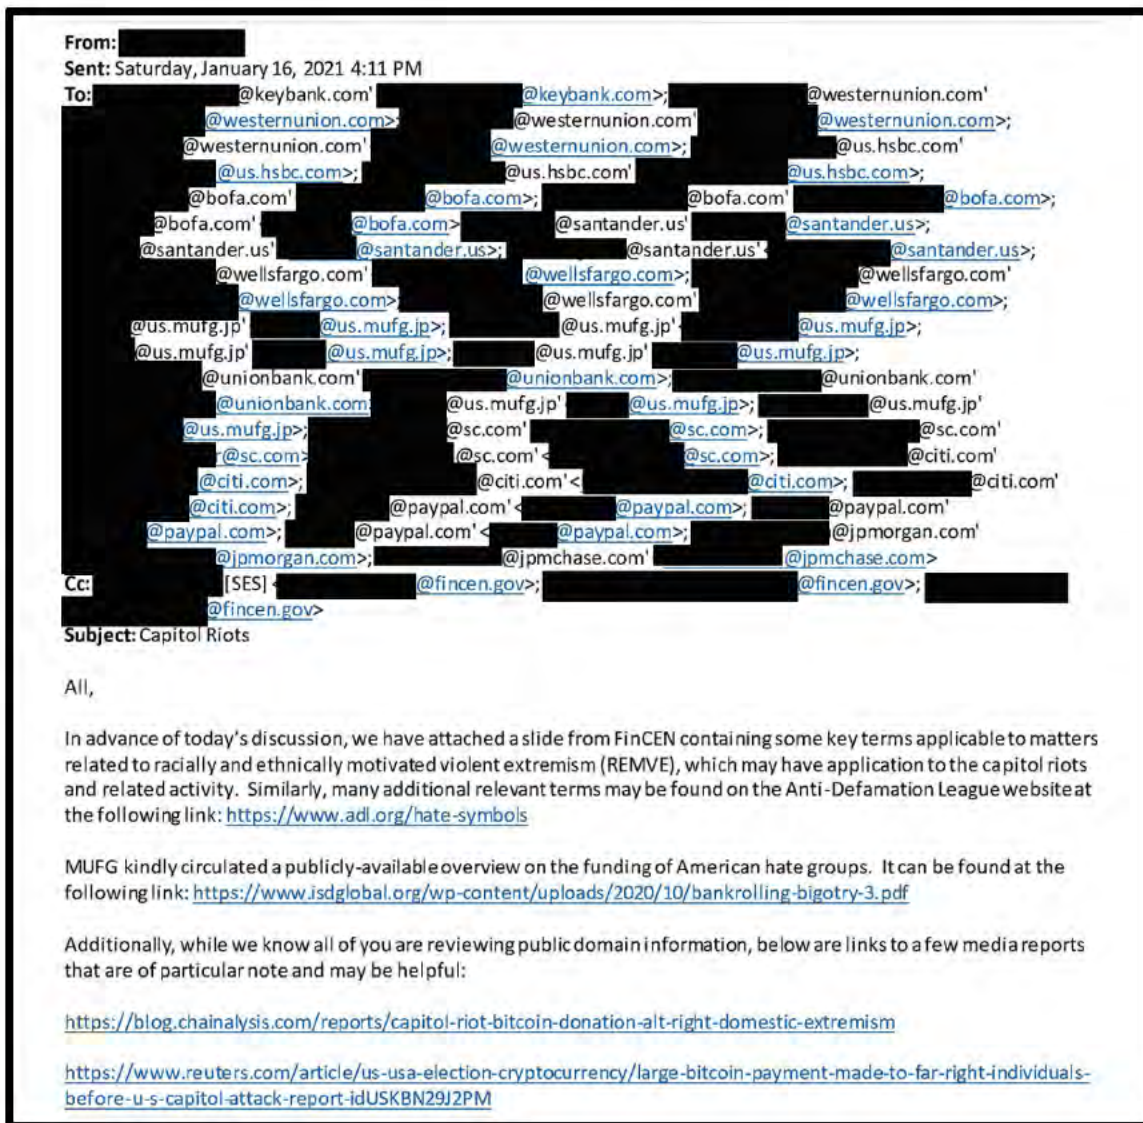 From:
Sent: Saturday, January 16, 2021 4:11 PM
To: @keybank.com' @keybank.com>; @westernunion.com'
@westernunion.com>; @westernunion.com' @westernunion.com>;
@westernunion.com' @westernunion.com>; @us.hsbc.com'
@us.hsbc.com>; @us.hsbc.com' @us.hsbc.com>;
@bofa.com' @bofa.com>; @bofa.com' @bofa.com>;
@bofa.com' @bofa.com> @santander.us' @santander.us>;
@santander.us' @santander.us>; @santander.us' @santander.us>;
@wellsfargo.com' @wellsfargo.com>; @wellsfargo.com'
@wellsfargo.com> @wellsfargo.com' @wellsfargo.com>;
@us.mufg.jp' @us.mufg.jp>; @us.mufg.jp' @us.mufg.jp>;
@us.mufg.jp' @us.mufg.jp>; @us.mufg.jp' @us.mufg.jp>;
@unionbank.com' @unionbank.com>; @unionbank.com'
@unionbank.com @us.mufg.jp' @us.mufg.jp>; @us.mufg.jp'
@us.mufg.jp>; @sc.com' @sc.com>; @sc.com'
r@sc.com> @sc.com'< @sc.com>; @citi.com'
@citi.com>; @citi.com'< @citi.com>; @citi.com'
@citi.com>; @paypal.com'< @paypal.com>; @paypal.com'
@paypal.com>; @paypal.com'< @paypal.com>; @jpmorgan.com'
@jpmorgan.com>; @jpmchase.com' @jpmchase.com>
Cc: [SES] < @fincen.gov>; @fincen.gov>;
@fincen.gov>
Subject: Capitol Riots
All,
In advance of today's discussion, we have attached a slide from FinCEN containing some key terms applicable to matters
related to racially and ethnically motivated violent extremism (REMVE), which may have application to the capitol riots
and related activity. Similarly, many additional relevant terms may be found on the Anti-Defamation League website at
the following link: https://www.adl.org/hate-symbols
MUFG kindly circulated a publicly-available overview on the funding of American hate groups. It can be found at the
following link: https://www.isdglobal.org/wp-content/uploads/2020/10/bankrolling-bigotry-3.pdf
Additionally, while we know all of you are reviewing public domain information, below are links to a few media reports
that are of particular note and may be helpful:
https://blog.chainalysis.com/reports/capitol-riot-bitcoin-donation-alt-right-domestic-extremism
https://www.reuters.com/article/us-usa-election-cryptocurrency/large-bitcoin-payment-made-to-far-right-individuals-
before-u-s-capitol-attack-report-idUSKBN29J2PM